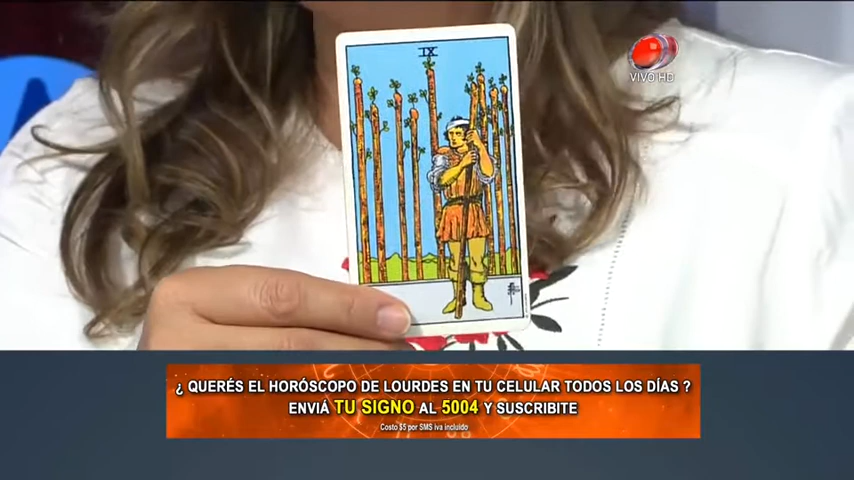 IX
VIVO HD
¿ QUERÉS EL HORÓSCOPO DE LOURDES EN TU CELULAR TODOS LOS DÍAS ?
ENVIÁ TU SIGNO AL 5004 Y SUSCRIBITE
Costo $5 por SMS iva incluido